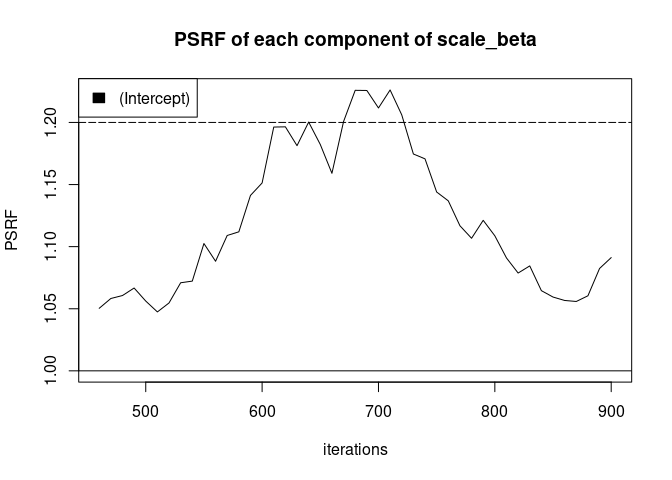 PSRF of each component of scale_beta
(Intercept)
1.20
1.15
1.10
1.05
1.00
PSRF
500 600 700 800 900
iterations